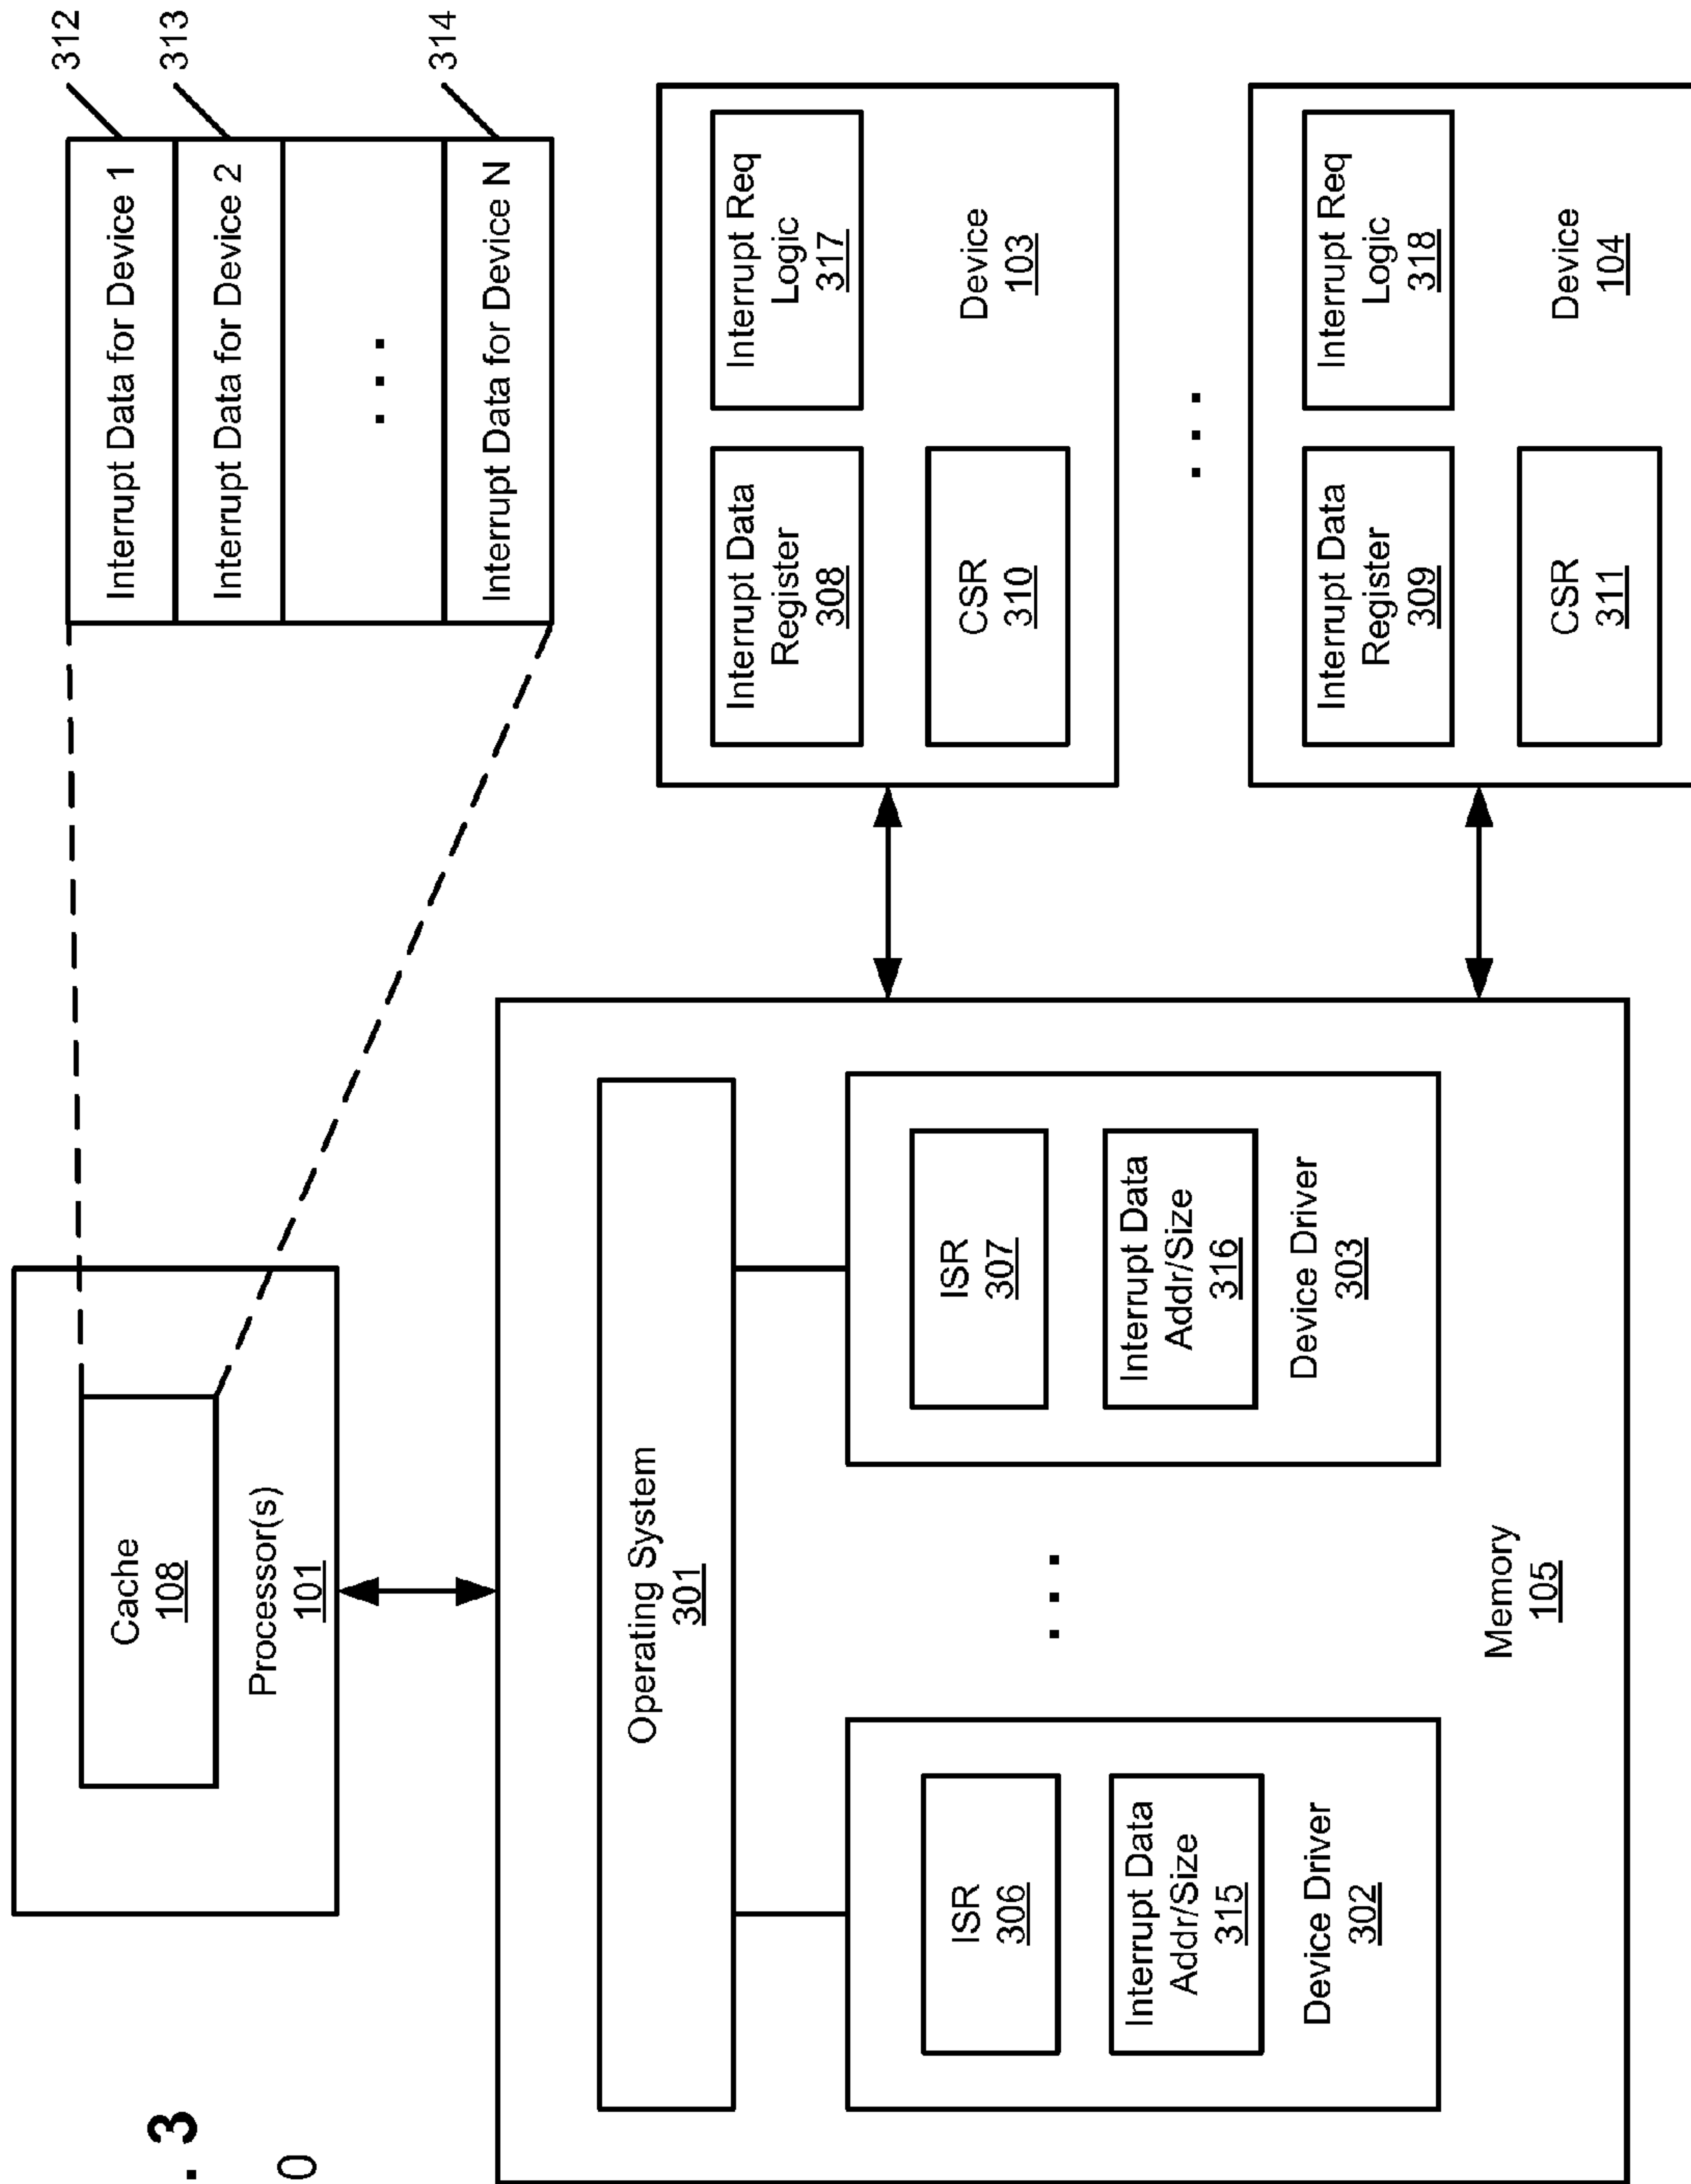 . 3
0
Cache
108
Processor(s)
101
Interrupt Data for Device 1
312
Interrupt Data for Device 2
313
. . .
Interrupt Data for Device N
314
Operating System
301
ISR
306
Interrupt Data
Addr/Size
315
Device Driver
302
. . .
ISR
307
Interrupt Data
Addr/Size
316
Device Driver
303
Memory
105
Interrupt Data
Register
308
Interrupt Req
Logic
317
CSR
310
Device
103
. . .
Interrupt Data
Register
309
Interrupt Req
Logic
318
CSR
311
Device
104